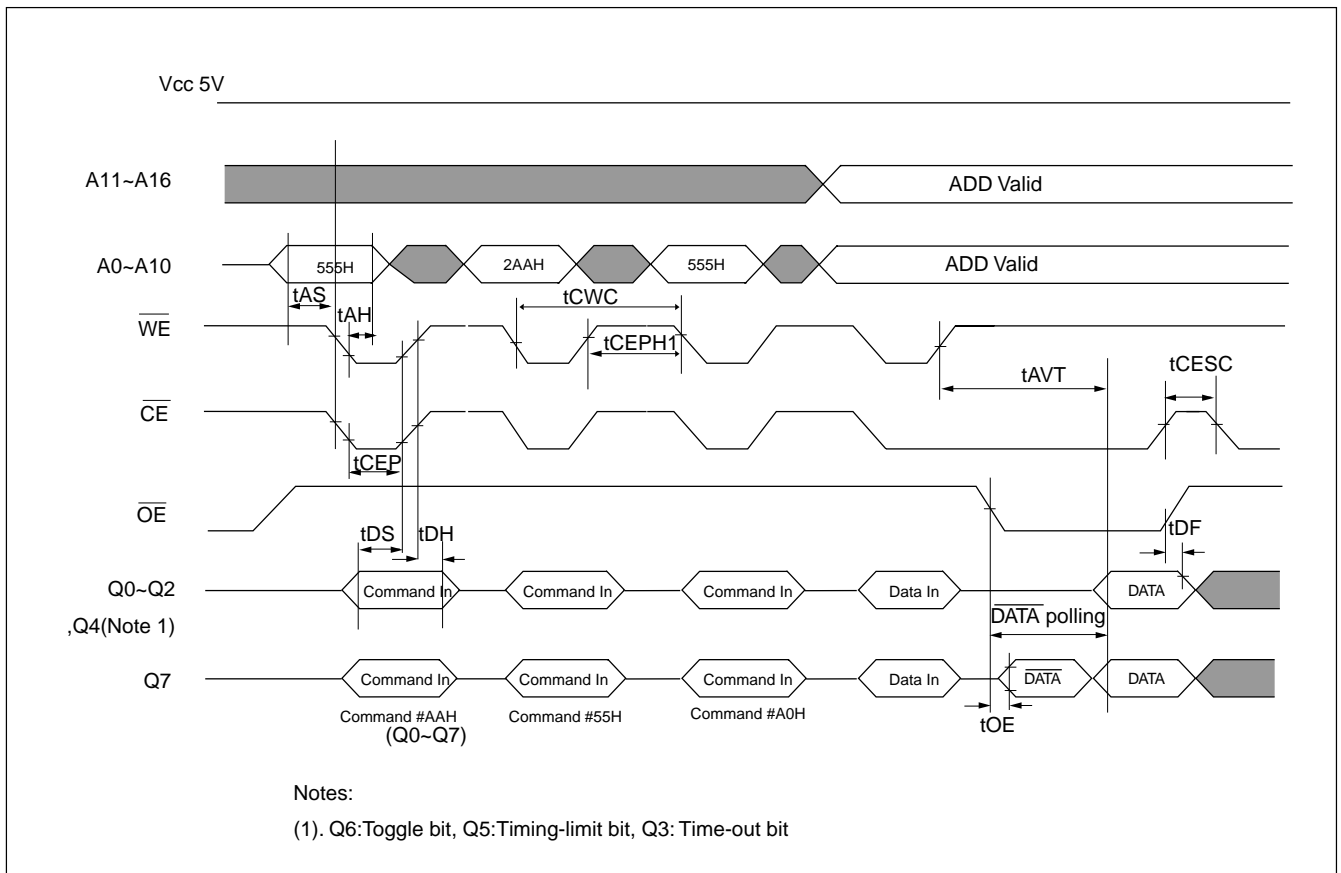 Vcc 5V
A11~A16
ADD Valid
A0~A10
555H
2AAH
555H
ADD Valid
tAS
tAH
tCWC
WE
tCEPH1
tAVT
tCESC
CE
tCEP
OE
tDS
tDH
tDF
Q0~Q2
Command In
Command In
Command In
Data In
DATA
,Q4(Note 1)
DATA polling
Q7
Command In
Command In
Command In
Data In
DATA
DATA
Command #AAH
Command #55H
Command #A0H
(Q0~Q7)
tOE
Notes:
(1). Q6:Toggle bit, Q5:Timing-limit bit, Q3: Time-out bit